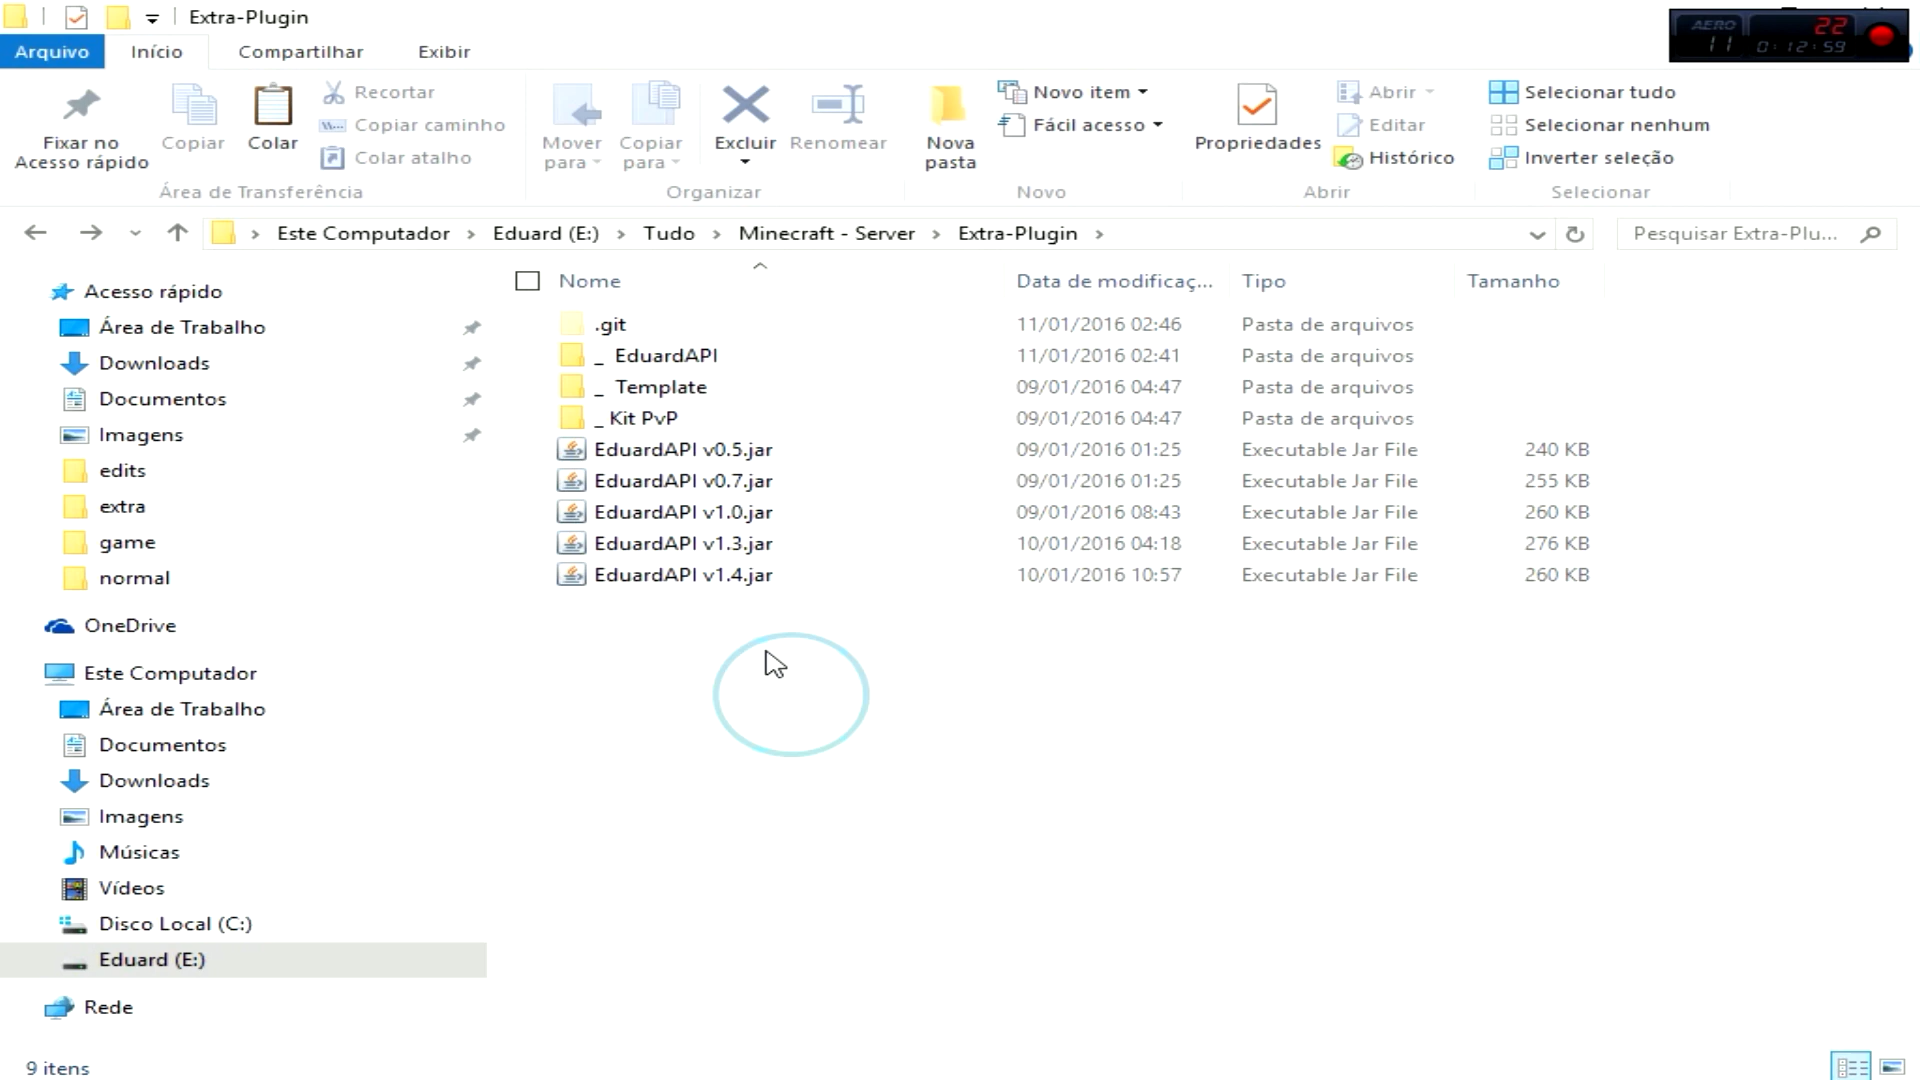 Extra-Plugin
Arquivo Início Compartilhar Exibir
AERO 22
11 0:12:59
Fixar no Acesso rápido
Copiar
Colar
Recortar
Copiar caminho
Colar atalho
Área de Transferência
Mover para
Copiar para
Excluir
Renomear
Organizar
Nova pasta
Novo item
Fácil acesso
Novo
Propriedades
Abrir
Editar
Histórico
Abrir
Selecionar tudo
Selecionar nenhum
Inverter seleção
Selecionar
Este Computador > Eduard (E:) > Tudo > Minecraft - Server > Extra-Plugin >
Pesquisar Extra-Plu...
Acesso rápido
Área de Trabalho
Downloads
Documentos
Imagens
edits
extra
game
normal
OneDrive
Este Computador
Área de Trabalho
Documentos
Downloads
Imagens
Músicas
Vídeos
Disco Local (C:)
Eduard (E:)
Rede
Nome Data de modificaç... Tipo Tamanho
.git 11/01/2016 02:46 Pasta de arquivos
_ EduardAPI 11/01/2016 02:41 Pasta de arquivos
_ Template 09/01/2016 04:47 Pasta de arquivos
_ Kit PvP 09/01/2016 04:47 Pasta de arquivos
EduardAPI v0.5.jar 09/01/2016 01:25 Executable Jar File 240 KB
EduardAPI v0.7.jar 09/01/2016 01:25 Executable Jar File 255 KB
EduardAPI v1.0.jar 09/01/2016 08:43 Executable Jar File 260 KB
EduardAPI v1.3.jar 10/01/2016 04:18 Executable Jar File 276 KB
EduardAPI v1.4.jar 10/01/2016 10:57 Executable Jar File 260 KB
9 itens